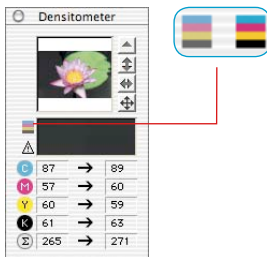 Densitometer
C 87 → 89
M 57 → 60
Y 60 → 59
K 61 → 63
Σ 265 → 271